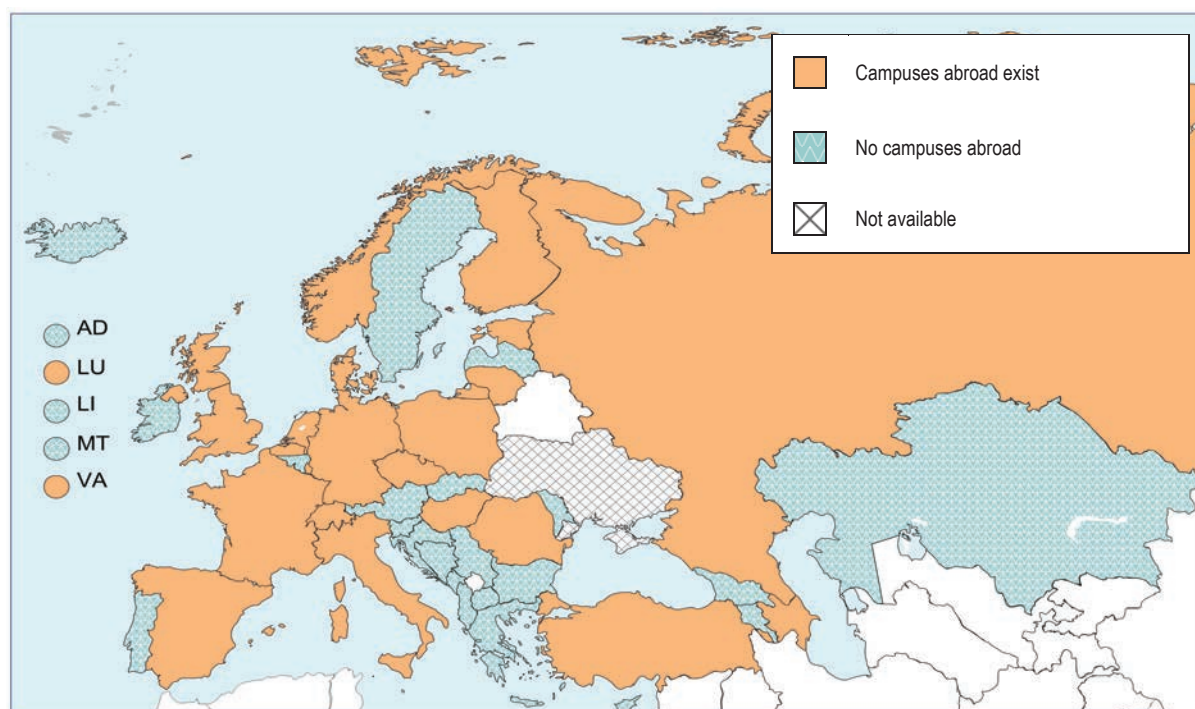 Campuses abroad exist
No campuses abroad
Not available
AD
LU
LI
MT
VA